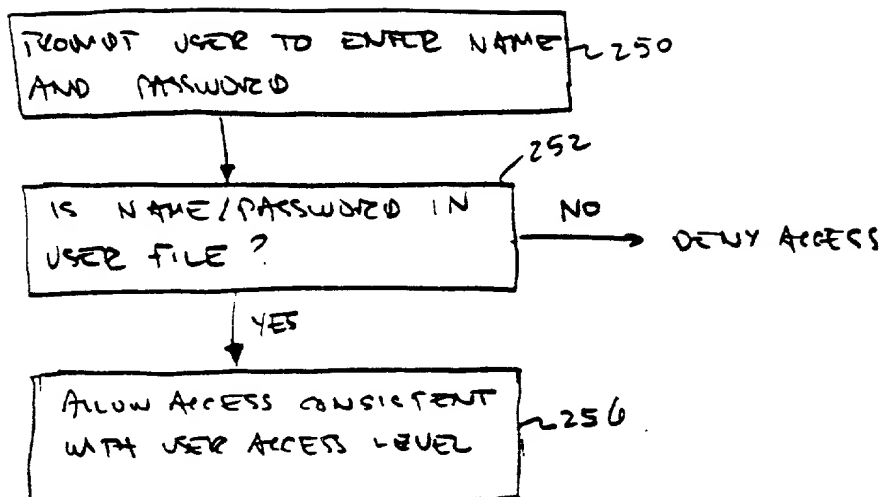 PROMPT USER TO ENTER NAME
AND PASSWORD
250
252
IS NAME/PASSWORD IN
USER FILE?
NO
DENY ACCESS
YES
ALLOW ACCESS CONSISTENT
WITH USER ACCESS LEVEL
256